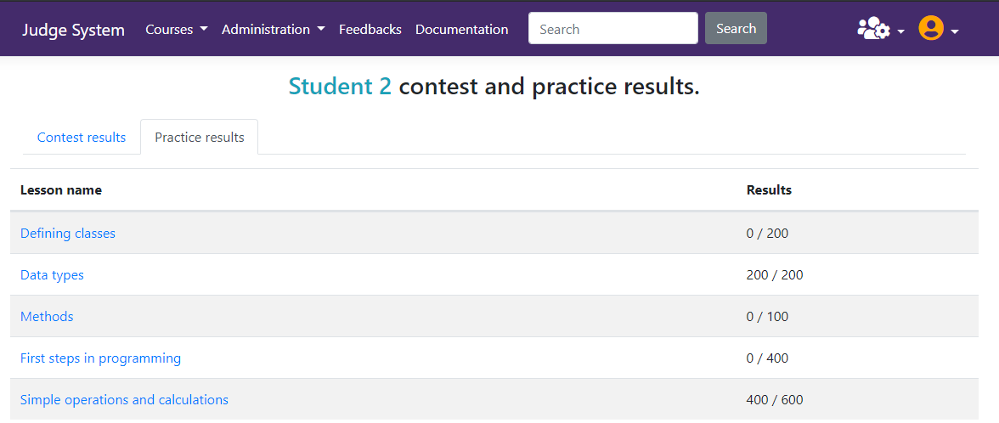 Judge System Courses Administration Feedbacks Documentation Search Search
Student 2 contest and practice results.
Contest results Practice results
Lesson name Results
Defining classes 0 / 200
Data types 200 / 200
Methods 0 / 100
First steps in programming 0 / 400
Simple operations and calculations 400 / 600